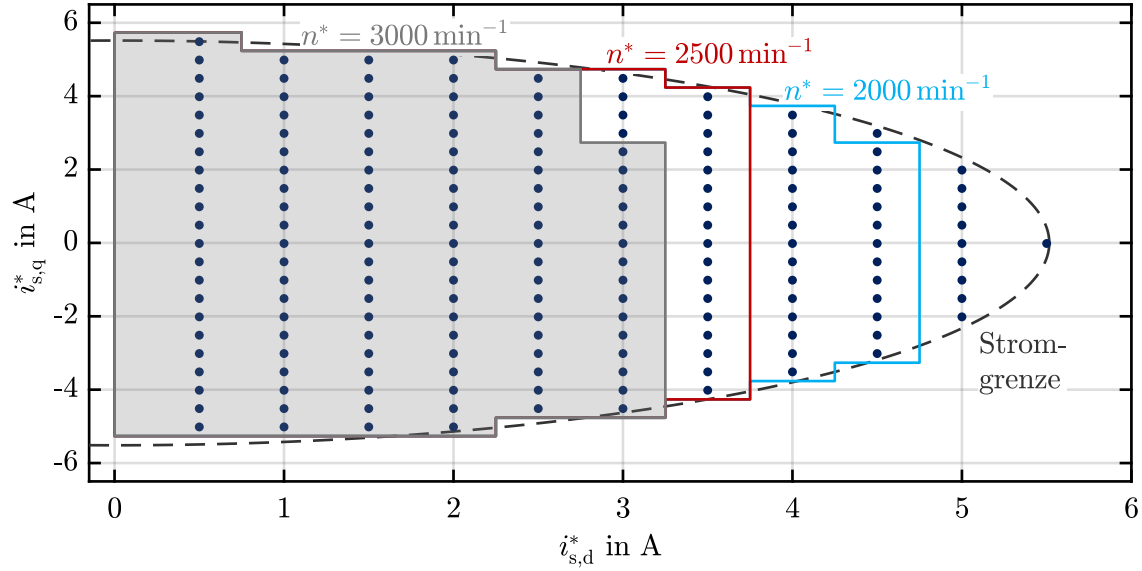 n* = 3000 min⁻¹
n* = 2500 min⁻¹
n* = 2000 min⁻¹
6
4
2
0
-2
-4
-6
i*s,q in A
Strom-
grenze
0 1 2 3 4 5 6
i*s,d in A